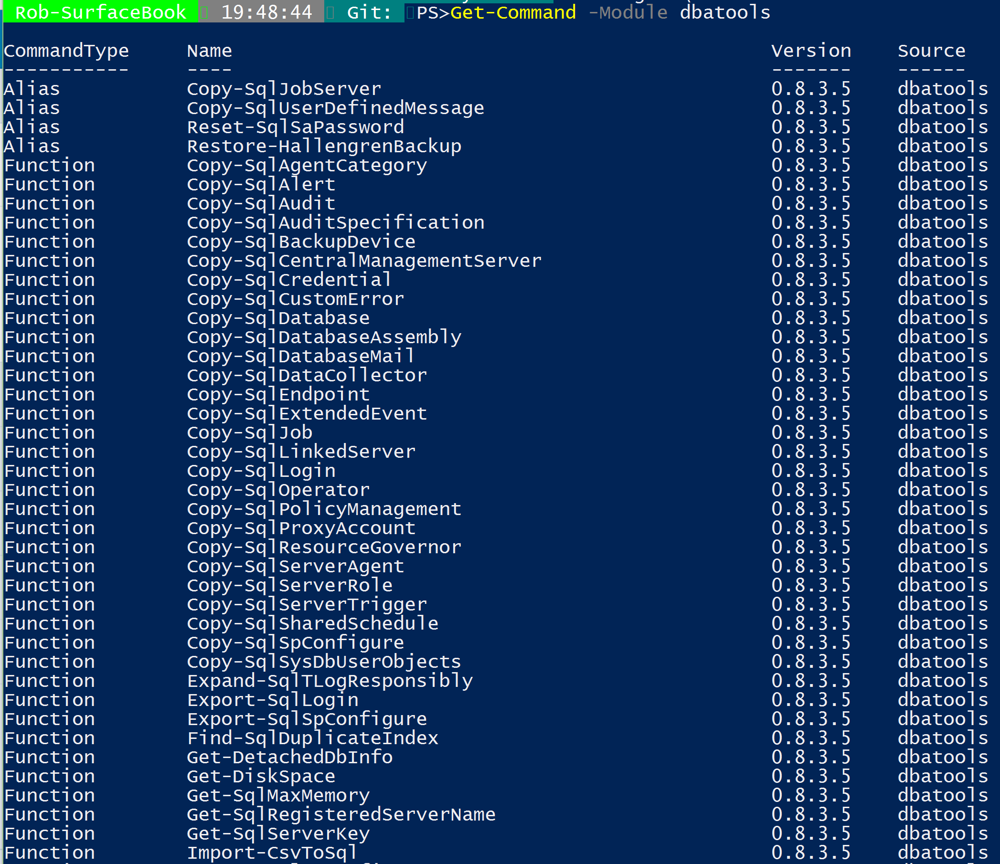 Rob-SurfaceBook 19:48:44 Git: PS>Get-Command -Module dbatools
CommandType Name Version Source
----------- ---- ------- ------
Alias Copy-SqlJobServer 0.8.3.5 dbatools
Alias Copy-SqlUserDefinedMessage 0.8.3.5 dbatools
Alias Reset-SqlSaPassword 0.8.3.5 dbatools
Alias Restore-HallengrenBackup 0.8.3.5 dbatools
Function Copy-SqlAgentCategory 0.8.3.5 dbatools
Function Copy-SqlAlert 0.8.3.5 dbatools
Function Copy-SqlAudit 0.8.3.5 dbatools
Function Copy-SqlAuditSpecification 0.8.3.5 dbatools
Function Copy-SqlBackupDevice 0.8.3.5 dbatools
Function Copy-SqlCentralManagementServer 0.8.3.5 dbatools
Function Copy-SqlCredential 0.8.3.5 dbatools
Function Copy-SqlCustomError 0.8.3.5 dbatools
Function Copy-SqlDatabase 0.8.3.5 dbatools
Function Copy-SqlDatabaseAssembly 0.8.3.5 dbatools
Function Copy-SqlDatabaseMail 0.8.3.5 dbatools
Function Copy-SqlDataCollector 0.8.3.5 dbatools
Function Copy-SqlEndpoint 0.8.3.5 dbatools
Function Copy-SqlExtendedEvent 0.8.3.5 dbatools
Function Copy-SqlJob 0.8.3.5 dbatools
Function Copy-SqlLinkedServer 0.8.3.5 dbatools
Function Copy-SqlLogin 0.8.3.5 dbatools
Function Copy-SqlOperator 0.8.3.5 dbatools
Function Copy-SqlPolicyManagement 0.8.3.5 dbatools
Function Copy-SqlProxyAccount 0.8.3.5 dbatools
Function Copy-SqlResourceGovernor 0.8.3.5 dbatools
Function Copy-SqlServerAgent 0.8.3.5 dbatools
Function Copy-SqlServerRole 0.8.3.5 dbatools
Function Copy-SqlServerTrigger 0.8.3.5 dbatools
Function Copy-SqlSharedSchedule 0.8.3.5 dbatools
Function Copy-SqlSpConfigure 0.8.3.5 dbatools
Function Copy-SqlSysDbUserObjects 0.8.3.5 dbatools
Function Expand-SqlTLogResponsibly 0.8.3.5 dbatools
Function Export-SqlLogin 0.8.3.5 dbatools
Function Export-SqlSpConfigure 0.8.3.5 dbatools
Function Find-SqlDuplicateIndex 0.8.3.5 dbatools
Function Get-DetachedDbInfo 0.8.3.5 dbatools
Function Get-DiskSpace 0.8.3.5 dbatools
Function Get-SqlMaxMemory 0.8.3.5 dbatools
Function Get-SqlRegisteredServerName 0.8.3.5 dbatools
Function Get-SqlServerKey 0.8.3.5 dbatools
Function Import-CsvToSql 0.8.3.5 dbatools